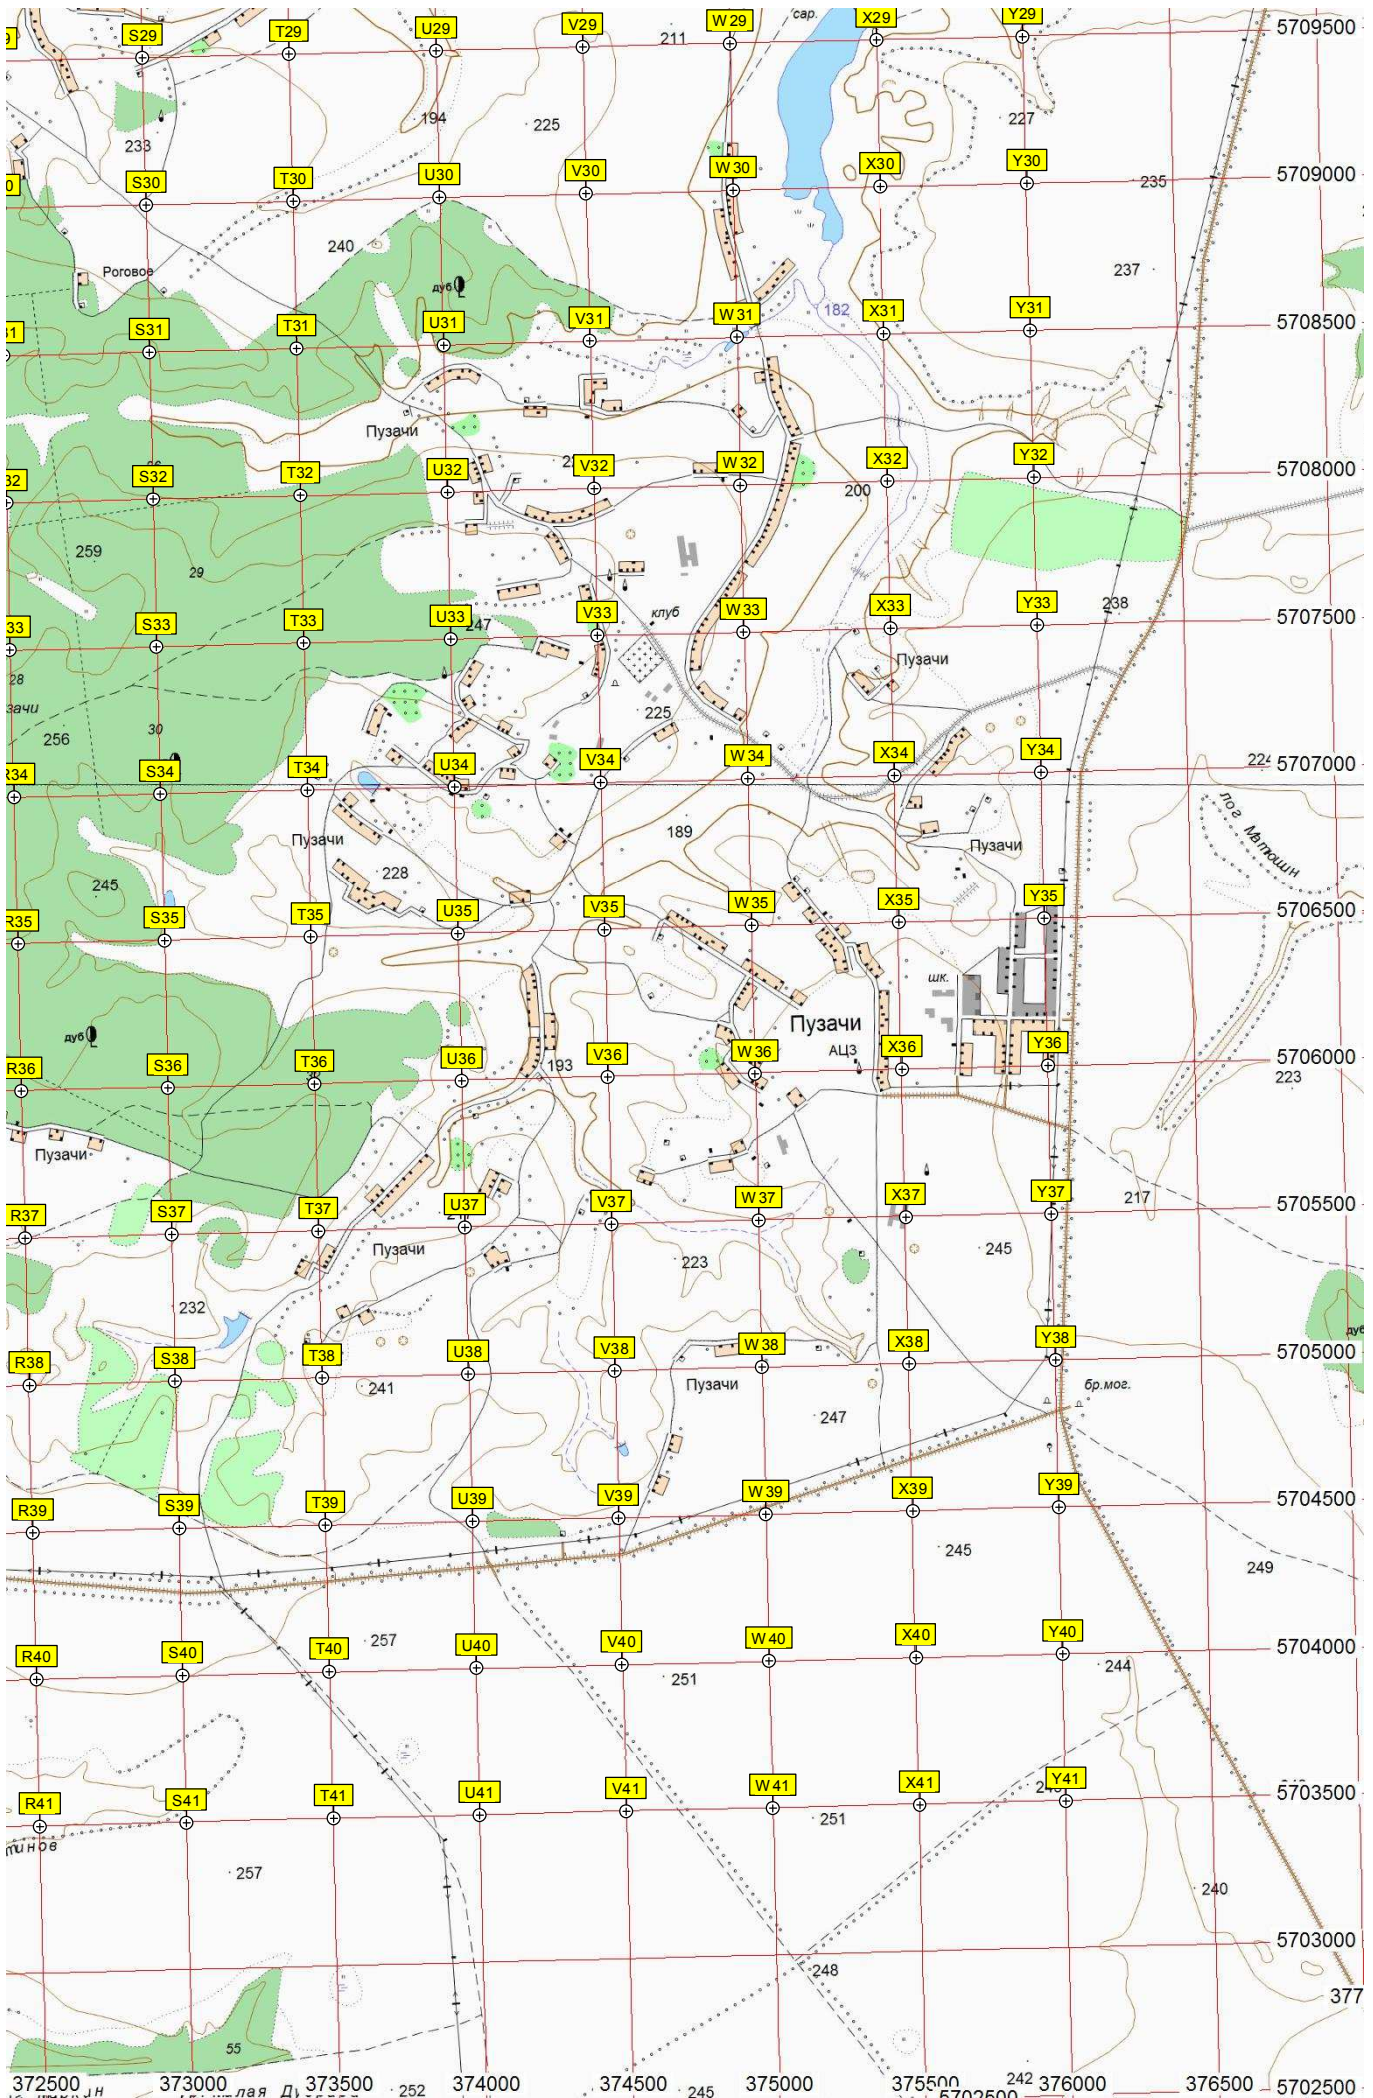 сар.
S29 T29 U29 V29 211 W29 X29 Y29 5709500
194 225 227
233
S30 T30 U30 V30 W30 X30 Y30 235 5709000
240
Роговое 237
дуб
182
S31 T31 U31 V31 W31 X31 Y31 5708500
Пузачи
S32 T32 U32 V32 W32 X32 Y32 5708000
200
259
29
клуб 238
33 S33 T33 U33 247 V33 W33 X33 Y33 5707500
Пузачи
28
зачи
225
256 30
R34 S34 T34 U34 V34 W34 X34 Y34 224 5707000
лог Матюшин
189
Пузачи Пузачи
228
245
R35 S35 T35 U35 V35 W35 X35 Y35 5706500
шк.
Пузачи
дуб
АЦЗ
R36 S36 T36 U36 193 V36 W36 X36 Y36 5706000
223
Пузачи
217
R37 S37 T37 U37 V37 W37 X37 Y37 5705500
Пузачи 223 245
232
дуб
R38 S38 T38 U38 V38 W38 X38 Y38 5705000
241 Пузачи бр.мог.
247
R39 S39 T39 U39 V39 W39 X39 Y39 5704500
245
249
257
R40 S40 T40 U40 V40 W40 X40 Y40 5704000
251 244
R41 S41 T41 U41 V41 W41 X41 Y41 5703500
251
тинов
257
240
5703000
248
377
55
372500 373000 373500 374000 374500 375000 375500 376000 376500 5702500
252 245 5702500 242